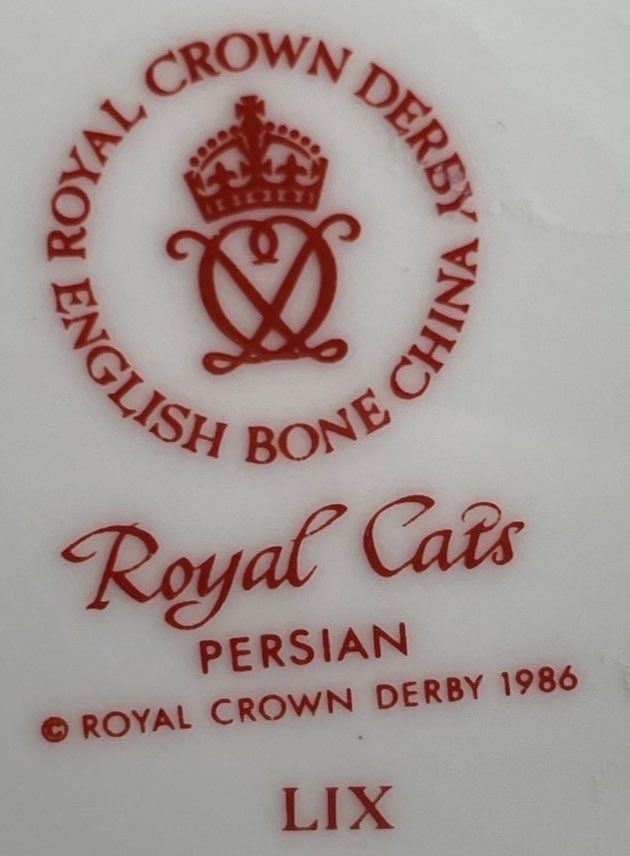 ROYAL CROWN DERBY
ENGLISH BONE CHINA
Royal Cats
PERSIAN
© ROYAL CROWN DERBY 1986
LIX